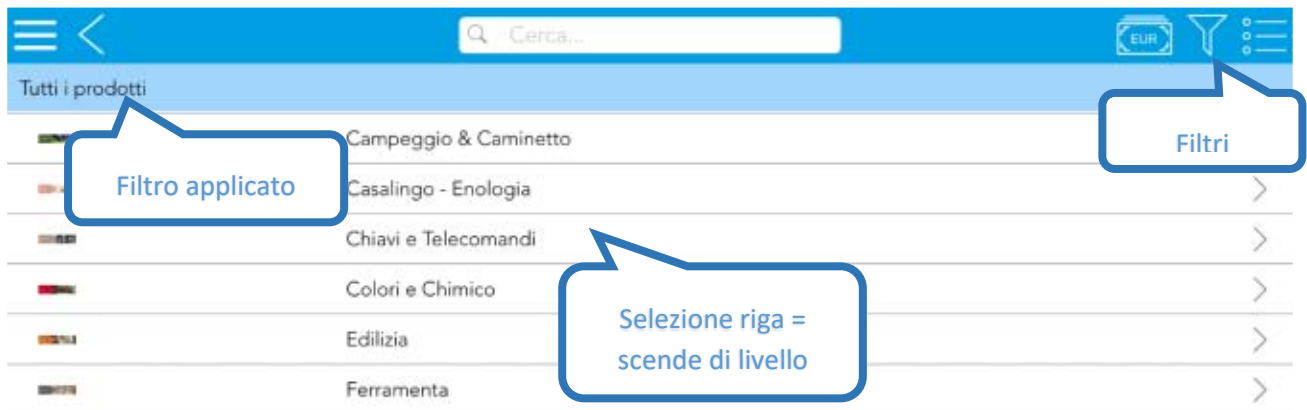 Cerca...
EUR
Tutti i prodotti
Filtri
Campeggio & Caminetto
Filtro applicato
Casalingo - Enologia
Chiavi e Telecomandi
Colori e Chimico
Selezione riga =
scende di livello
Edilizia
Ferramenta